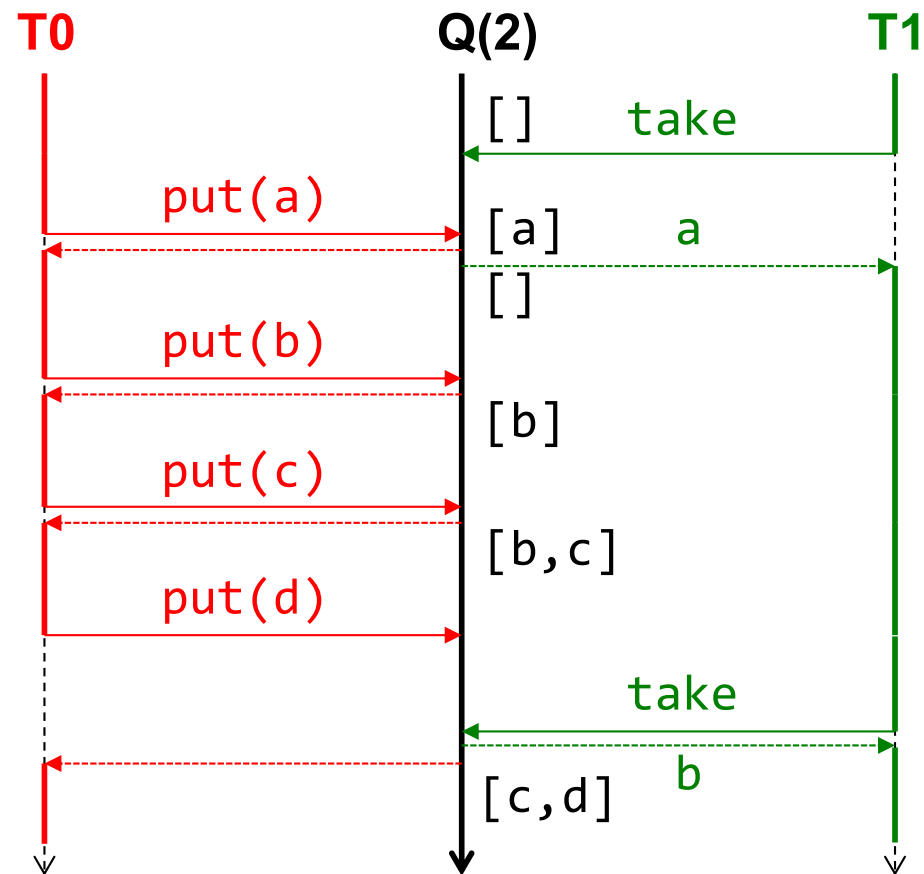 T0 Q(2) T1
[] take
put(a)
[a] a
[]
put(b)
[b]
put(c)
[b,c]
put(d)
take
b
[c,d]